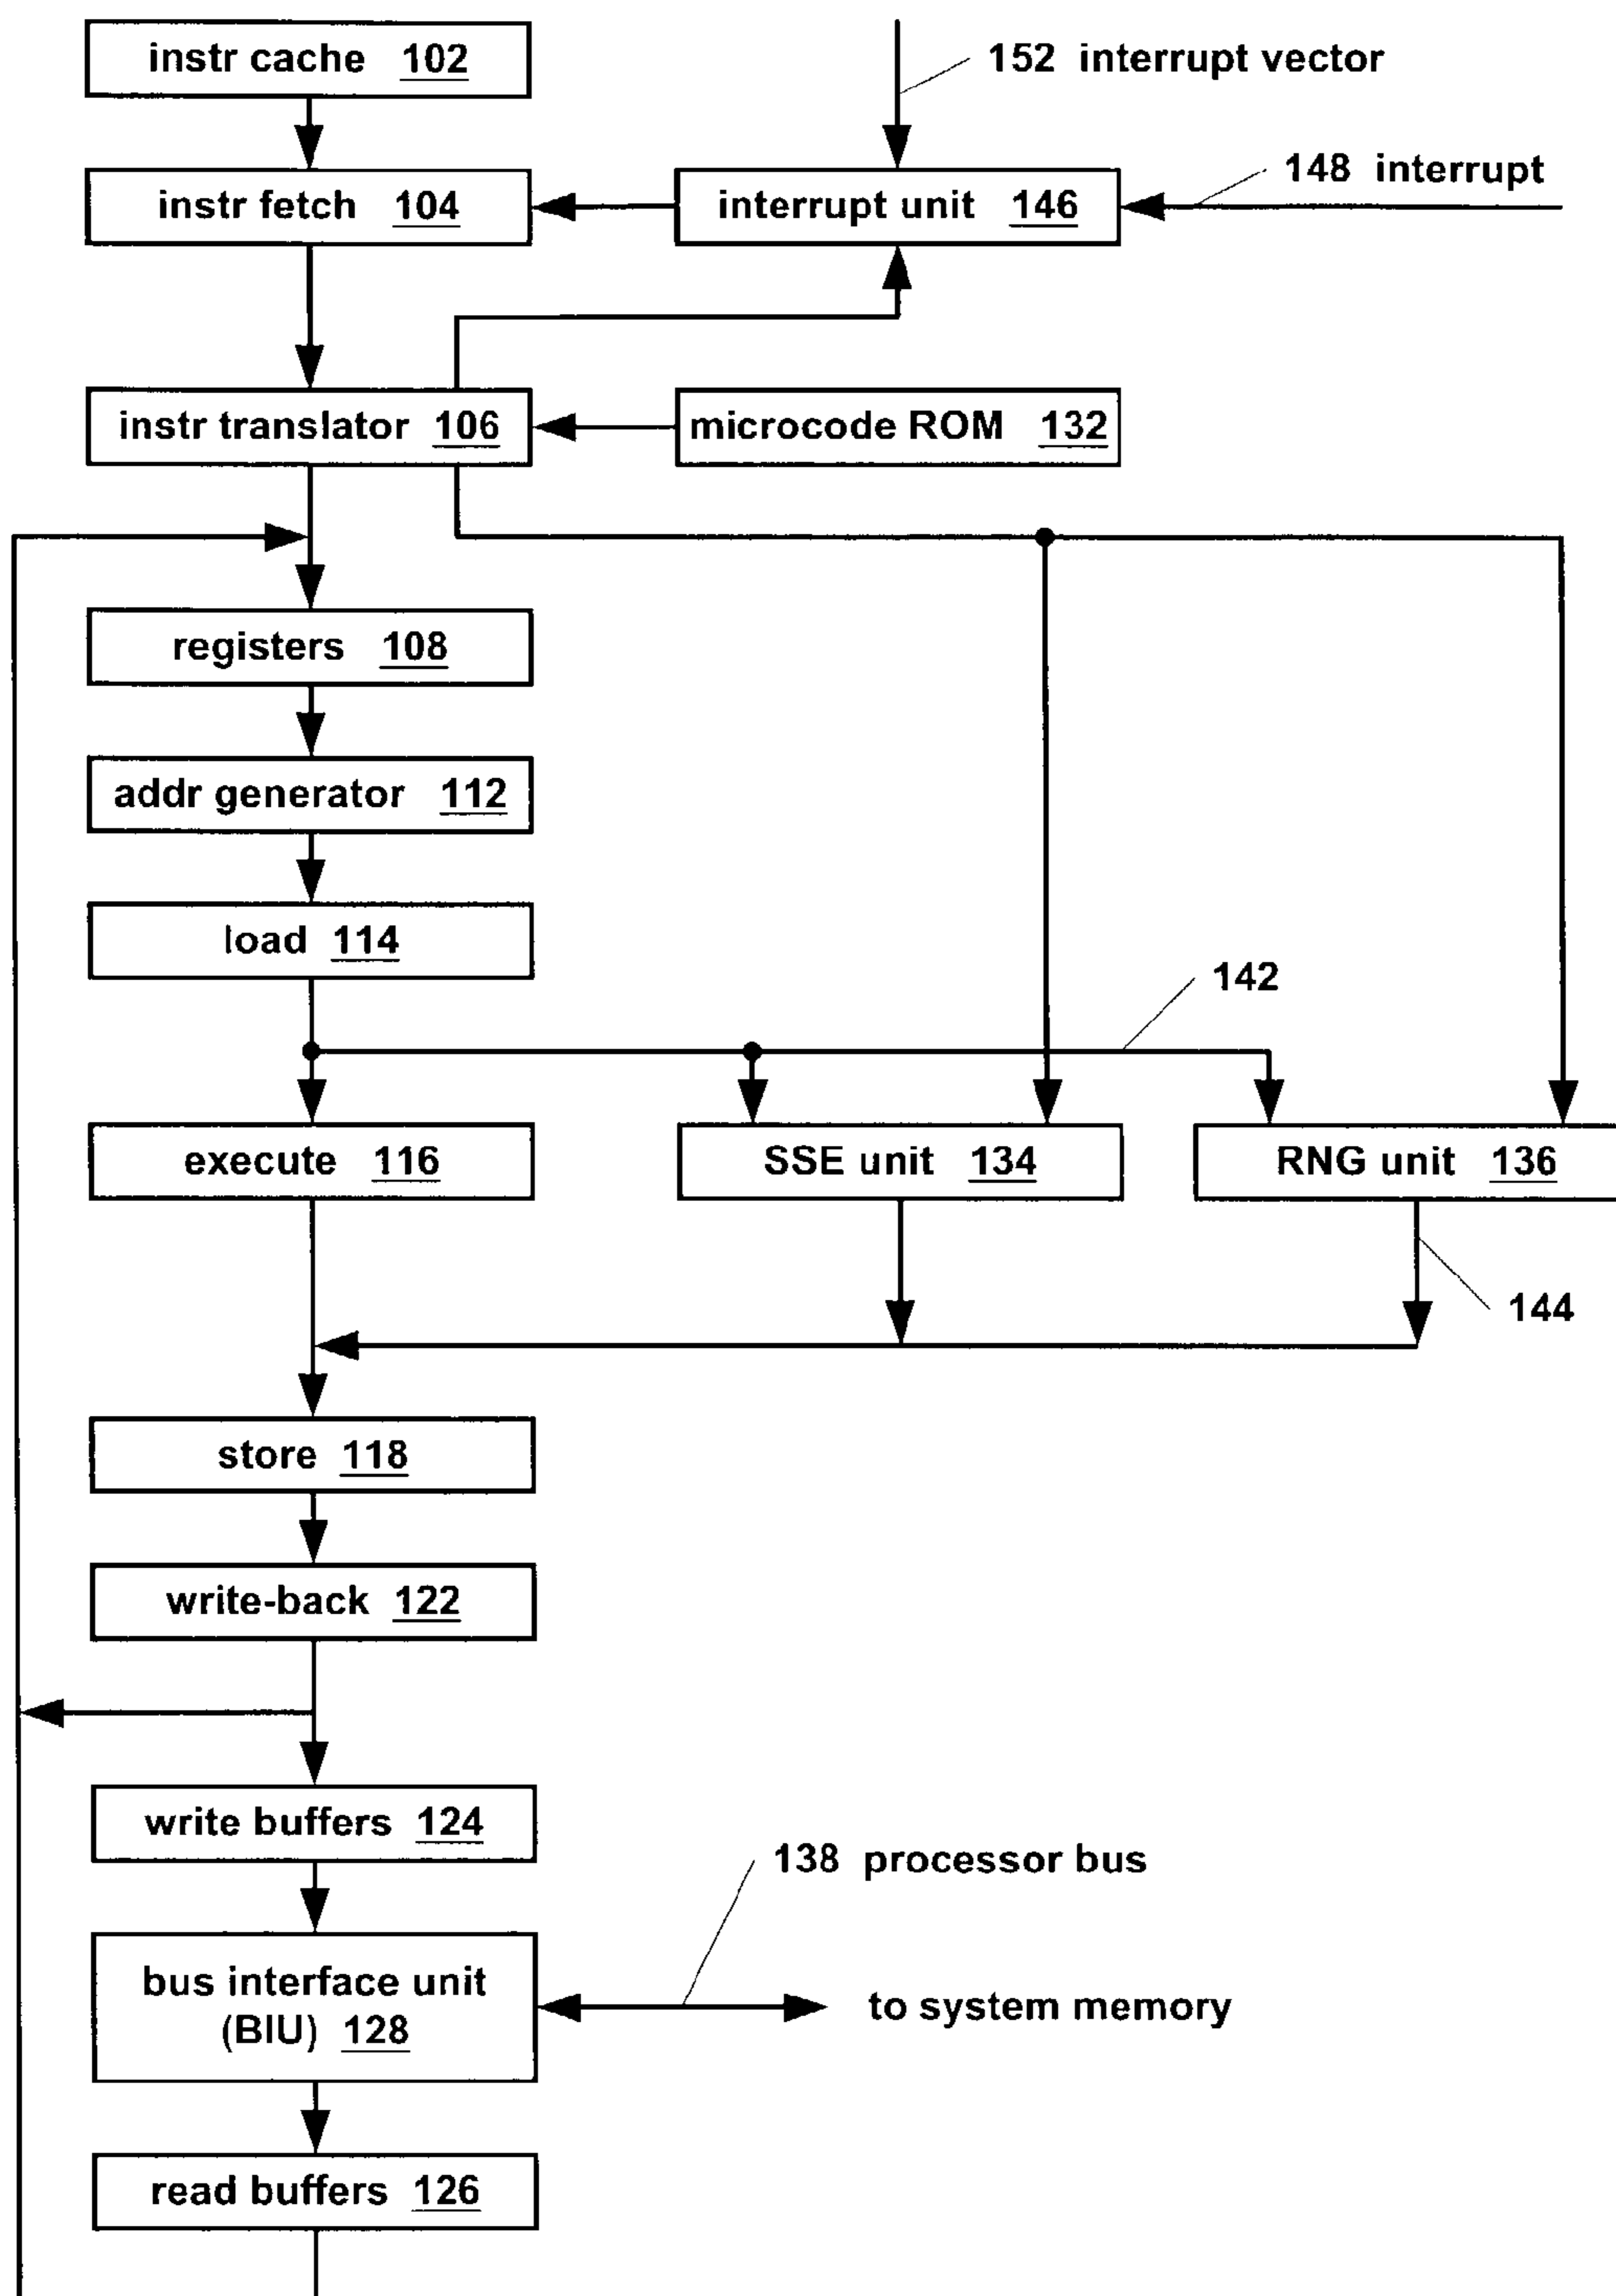 instr cache 102
152 interrupt vector
148 interrupt
instr fetch 104
interrupt unit 146
instr translator 106
microcode ROM 132
registers 108
addr generator 112
load 114
142
execute 116
SSE unit 134
RNG unit 136
144
store 118
write-back 122
write buffers 124
138 processor bus
bus interface unit
(BIU) 128
to system memory
read buffers 126